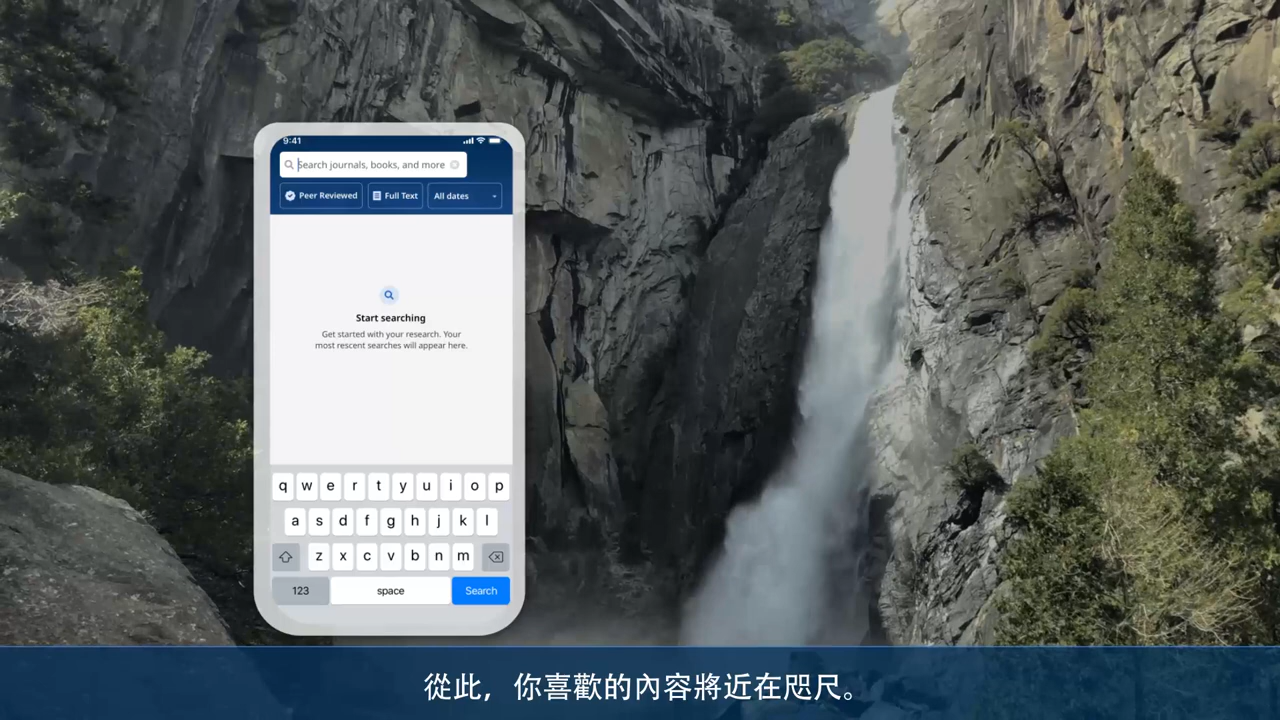 9:41
Search journals, books, and more
Peer Reviewed Full Text All dates
Start searching
Get started with your research. Your
most rescent searches will appear here.
q w e r t y u i o p
a s d f g h j k l
z x c v b n m
123 space Search
從此，你喜歡的內容將近在咫尺。